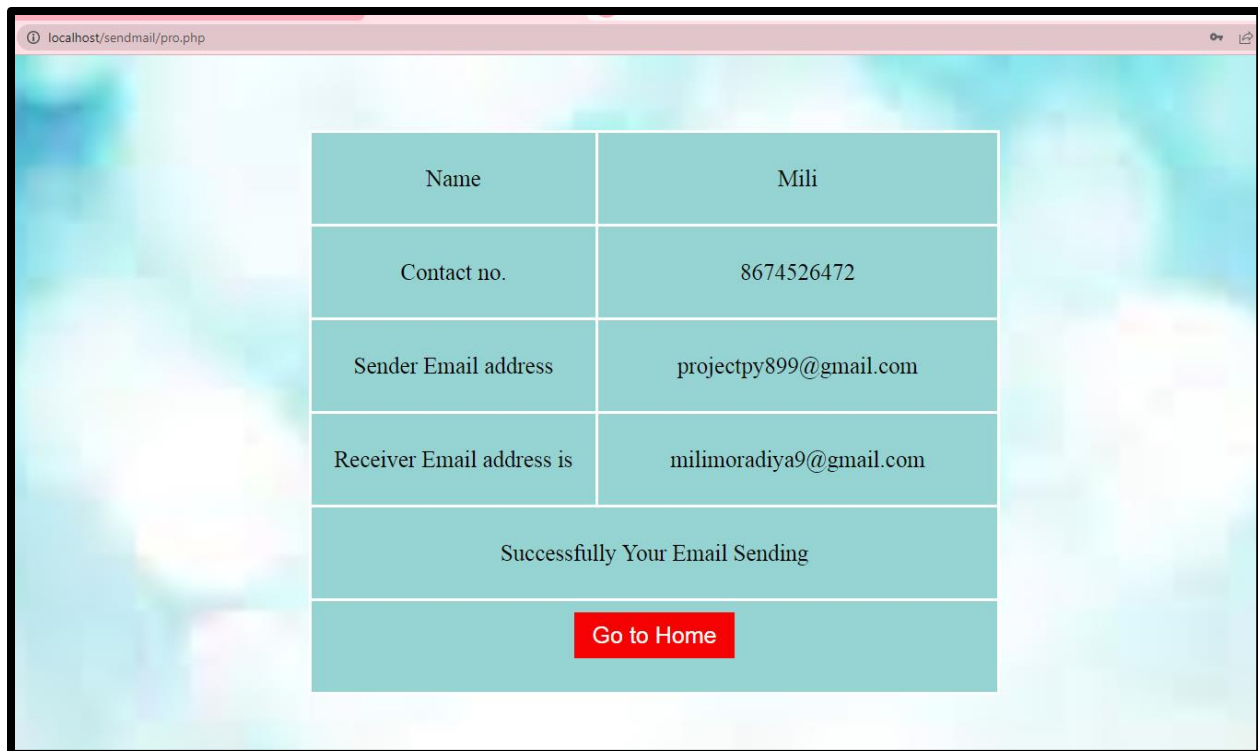 localhost/sendmail/pro.php
Name Mili
Contact no. 8674526472
Sender Email address projectpy899@gmail.com
Receiver Email address is milimoradiya9@gmail.com
Successfully Your Email Sending
Go to Home